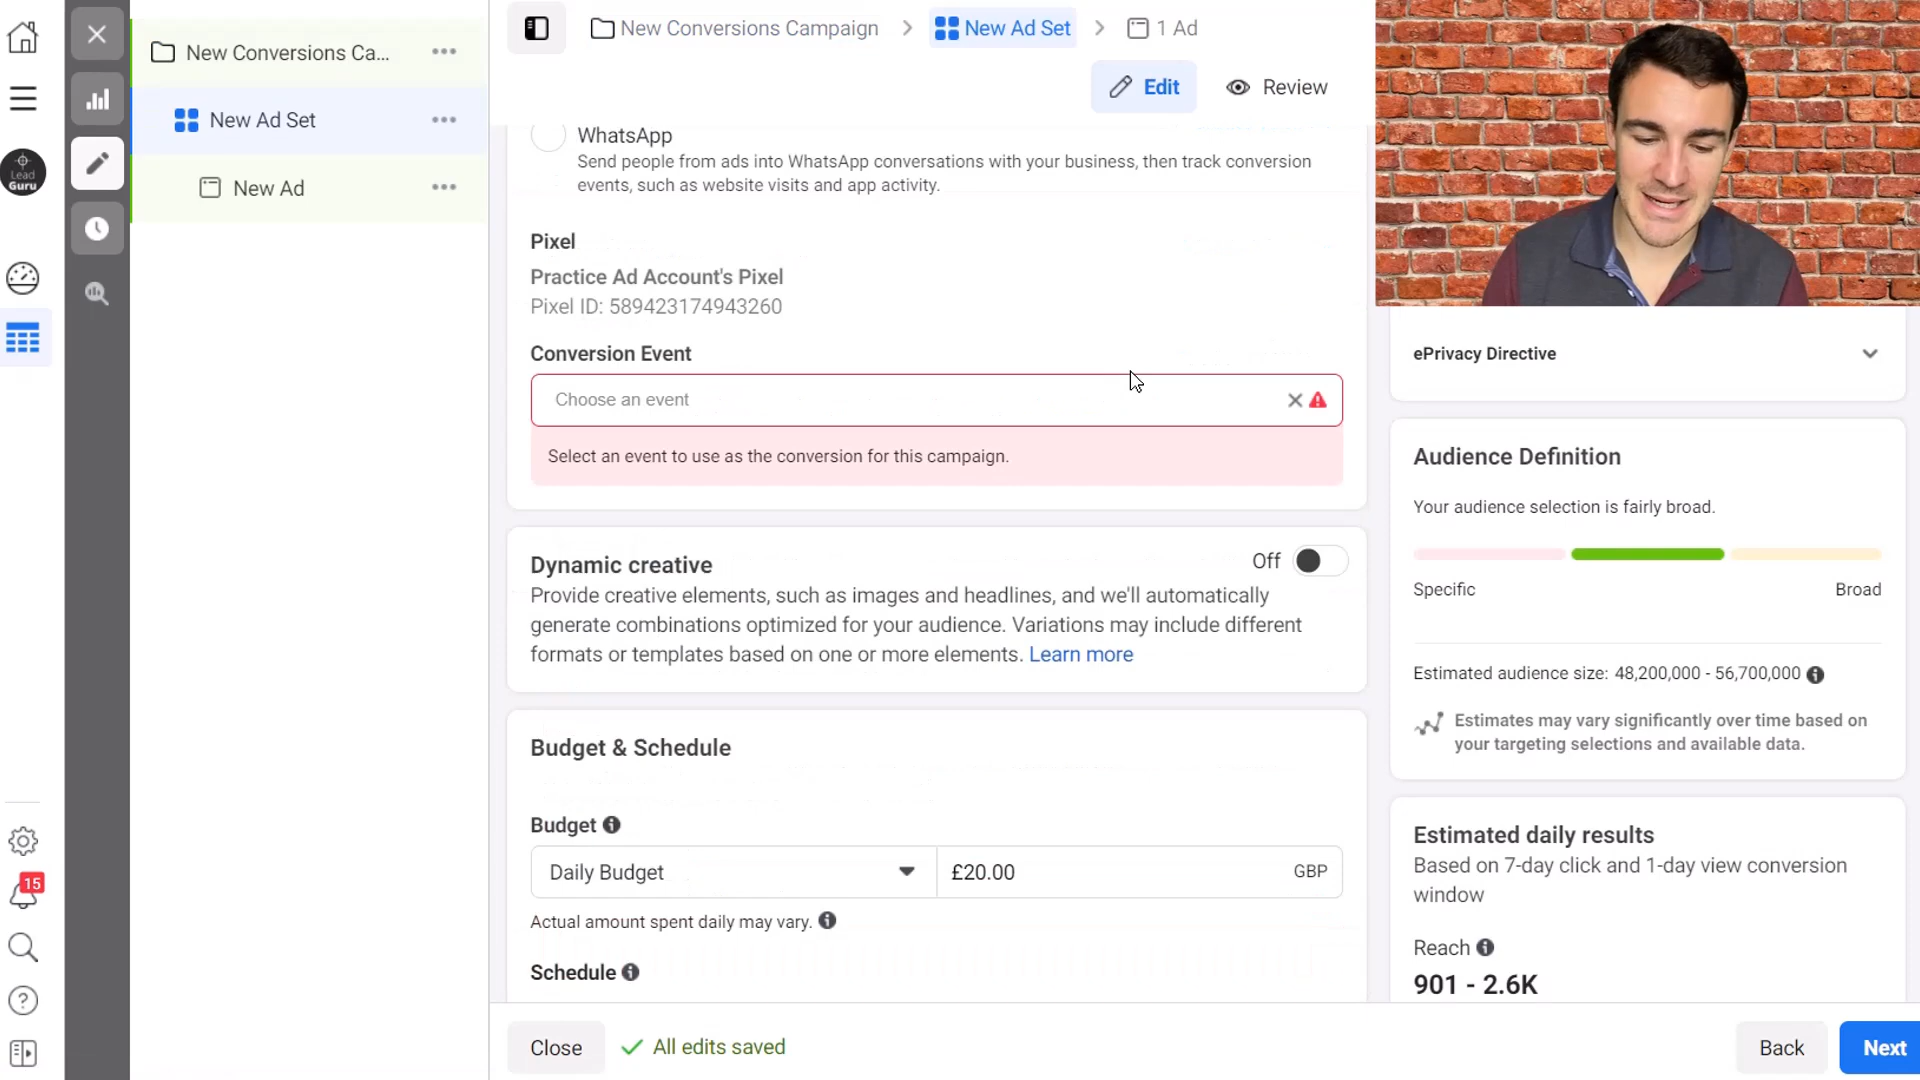 New Conversions Campaign
New Ad Set
1 Ad
Edit
Review
New Conversions Ca...
New Ad Set
New Ad
Lead
Guru
15
WhatsApp
Send people from ads into WhatsApp conversations with your business, then track conversion
events, such as website visits and app activity.
Pixel
Practice Ad Account's Pixel
Pixel ID: 589423174943260
Conversion Event
Choose an event
Select an event to use as the conversion for this campaign.
Dynamic creative
Off
Provide creative elements, such as images and headlines, and we'll automatically
generate combinations optimized for your audience. Variations may include different
formats or templates based on one or more elements. Learn more
Budget & Schedule
Budget
Daily Budget
£20.00
GBP
Actual amount spent daily may vary.
Schedule
Close
All edits saved
Back
Next
ePrivacy Directive
Audience Definition
Your audience selection is fairly broad.
Specific
Broad
Estimated audience size: 48,200,000 - 56,700,000
Estimates may vary significantly over time based on
your targeting selections and available data.
Estimated daily results
Based on 7-day click and 1-day view conversion
window
Reach
901 - 2.6K